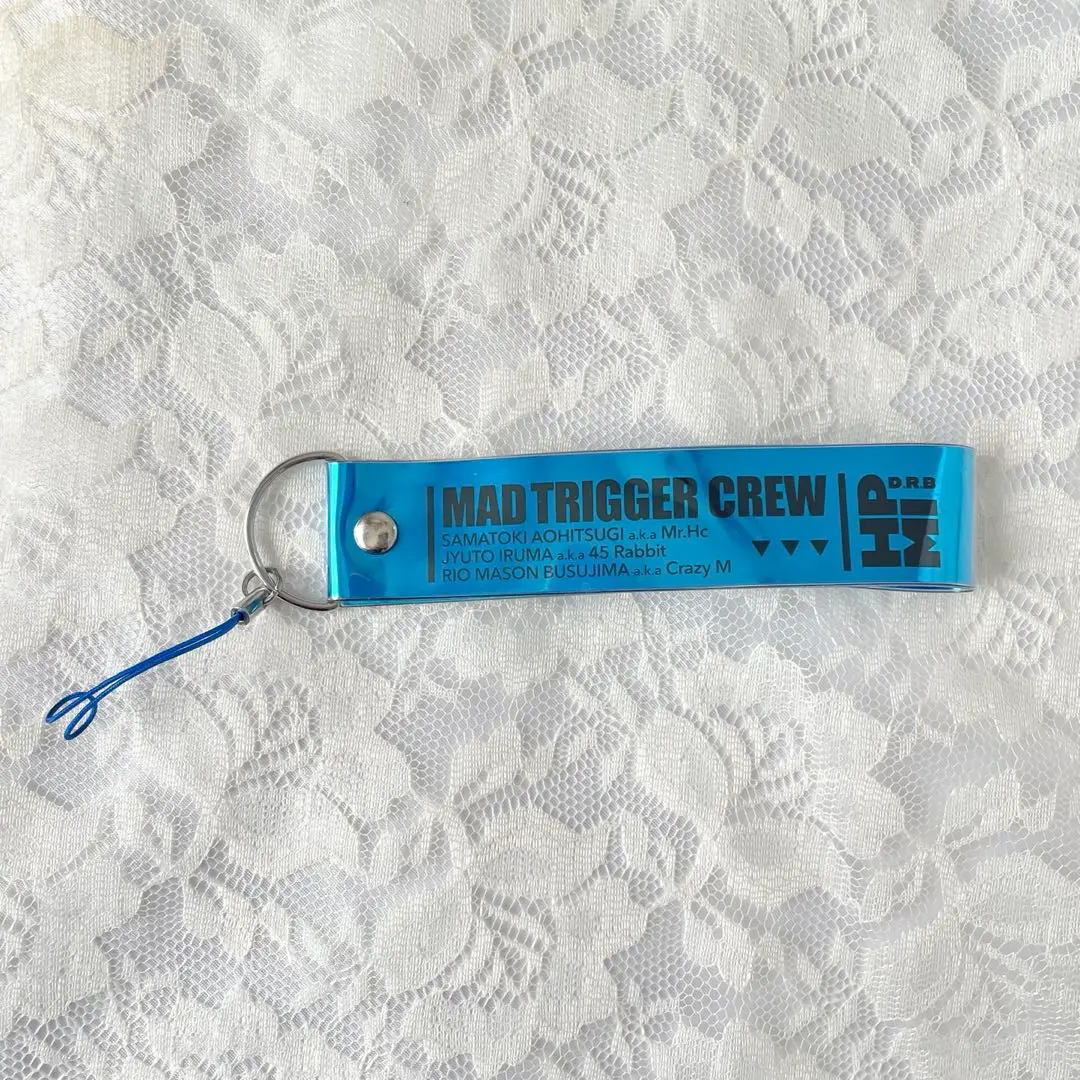 MAD TRIGGER CREW
SAMATOKI AOHITSUGI a.k.a Mr.Hc
JYUTO IRUMA a.k.a 45 Rabbit
RIO MASON BUSUJIMA a.k.a Crazy M
HP
MI
D.R.B